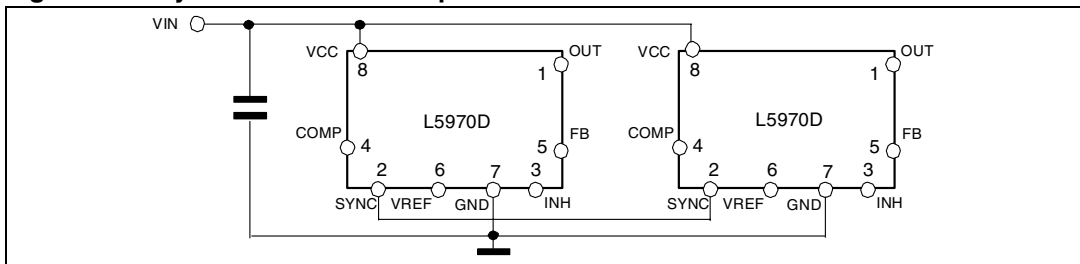 VIN
VCC
8
OUT
1
L5970D
COMP
4
FB
5
2
6
7
3
SYNC
VREF
GND
INH
VCC
8
OUT
1
L5970D
COMP
4
FB
5
2
6
7
3
SYNC
VREF
GND
INH